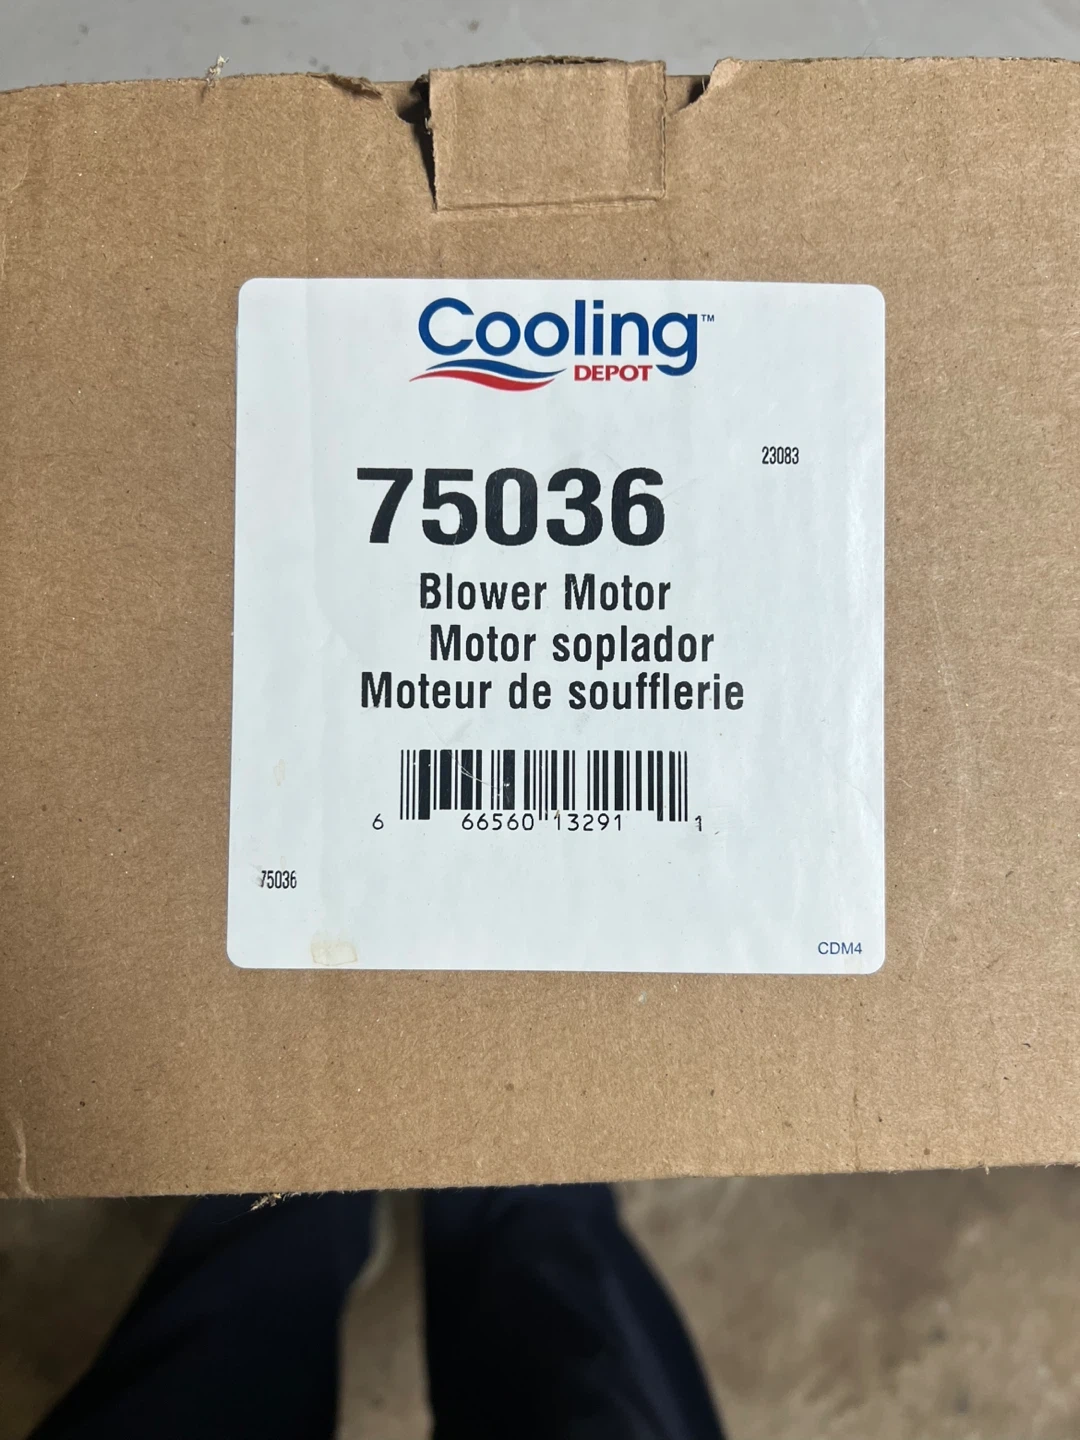 Cooling™
DEPOT
23083
75036
Blower Motor
Motor soplador
Moteur de soufflerie
6 66560 13291 1
75036
CDM4